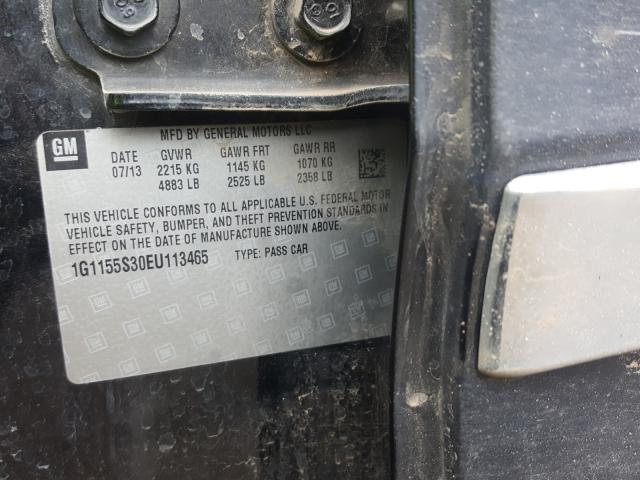 GM
MFD BY GENERAL MOTORS LLC
DATE GVWR GAWR FRT GAWR RR
07/13 2215 KG 1145 KG 1070 KG
4883 LB 2525 LB 2358 LB
THIS VEHICLE CONFORMS TO ALL APPLICABLE U.S. FEDERAL MOTOR
VEHICLE SAFETY, BUMPER, AND THEFT PREVENTION STANDARDS IN
EFFECT ON THE DATE OF MANUFACTURE SHOWN ABOVE.
1G1155S30EU113465 TYPE: PASS CAR